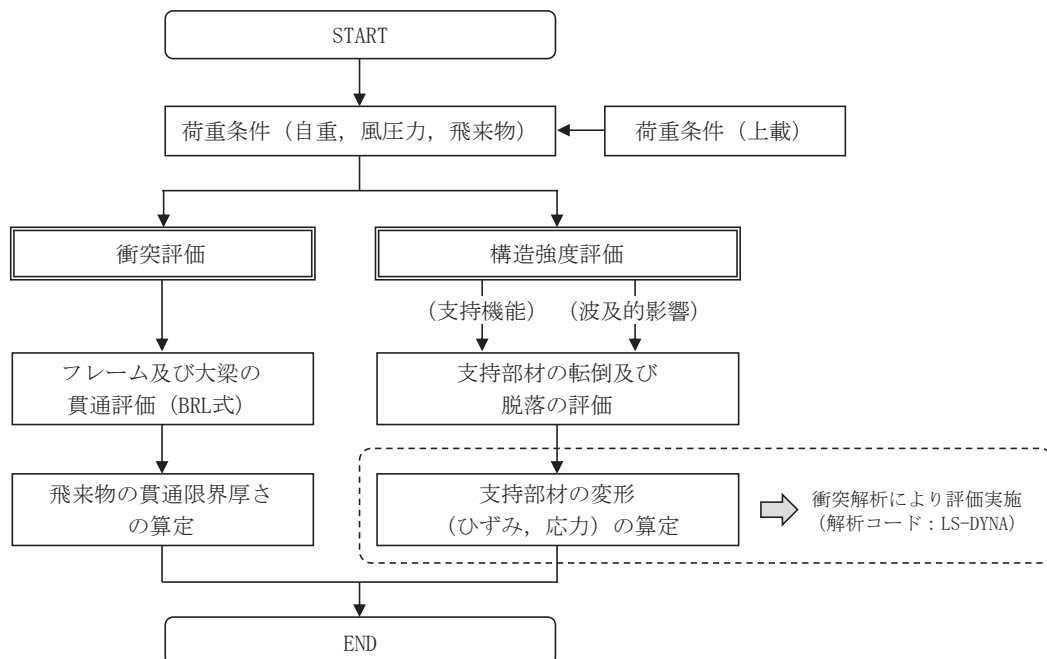 START
荷重条件（自重，風圧力，飛来物）
荷重条件（上載）
衝突評価
構造強度評価
（支持機能）
（波及的影響）
フレーム及び大梁の
貫通評価（BRL式）
支持部材の転倒及び
脱落の評価
飛来物の貫通限界厚さ
の算定
支持部材の変形
（ひずみ，応力）の算定
衝突解析により評価実施
（解析コード：LS-DYNA）
END